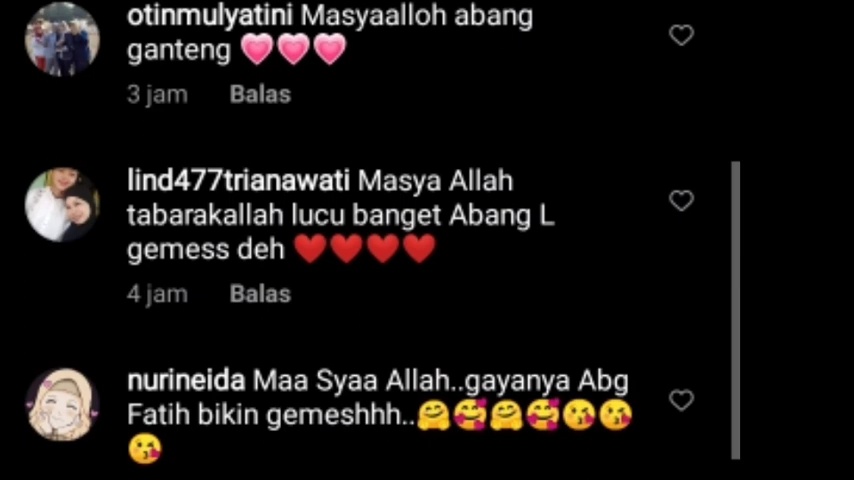 otinmulyatini Masyaalloh abang
ganteng 💗💗💗
3 jam Balas
lind477trianawati Masya Allah
tabarakallah lucu banget Abang L
gemess deh ❤️❤️❤️❤️
4 jam Balas
nurineida Maa Syaa Allah..gayanya Abg
Fatih bikin gemeshhh..🤗🥰🤗🥰😘😘
😘